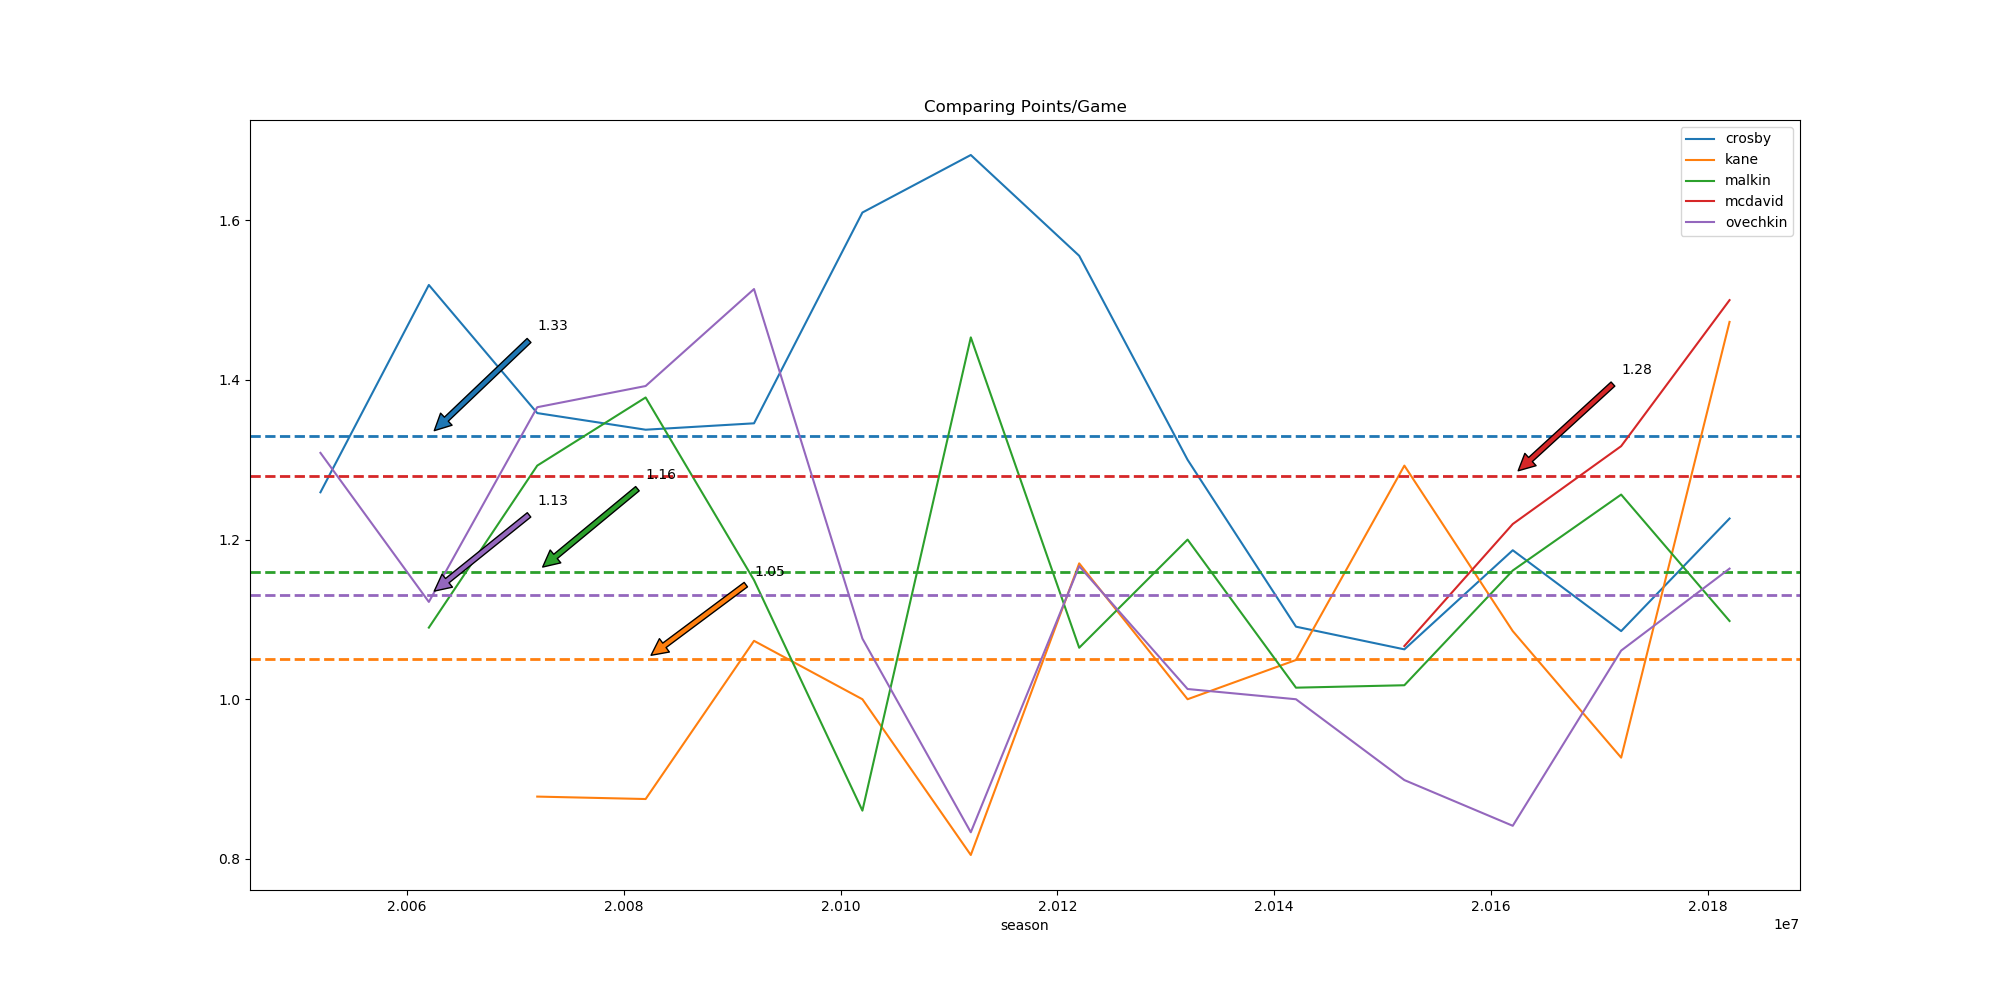 Comparing Points/Game
crosby
kane
malkin
mcdavid
ovechkin
1.6
1.4
1.2
1.0
0.8
1.33
1.28
1.16
1.13
1.05
2.006
2.008
2.010
2.012
2.014
2.016
2.018
season
1e7